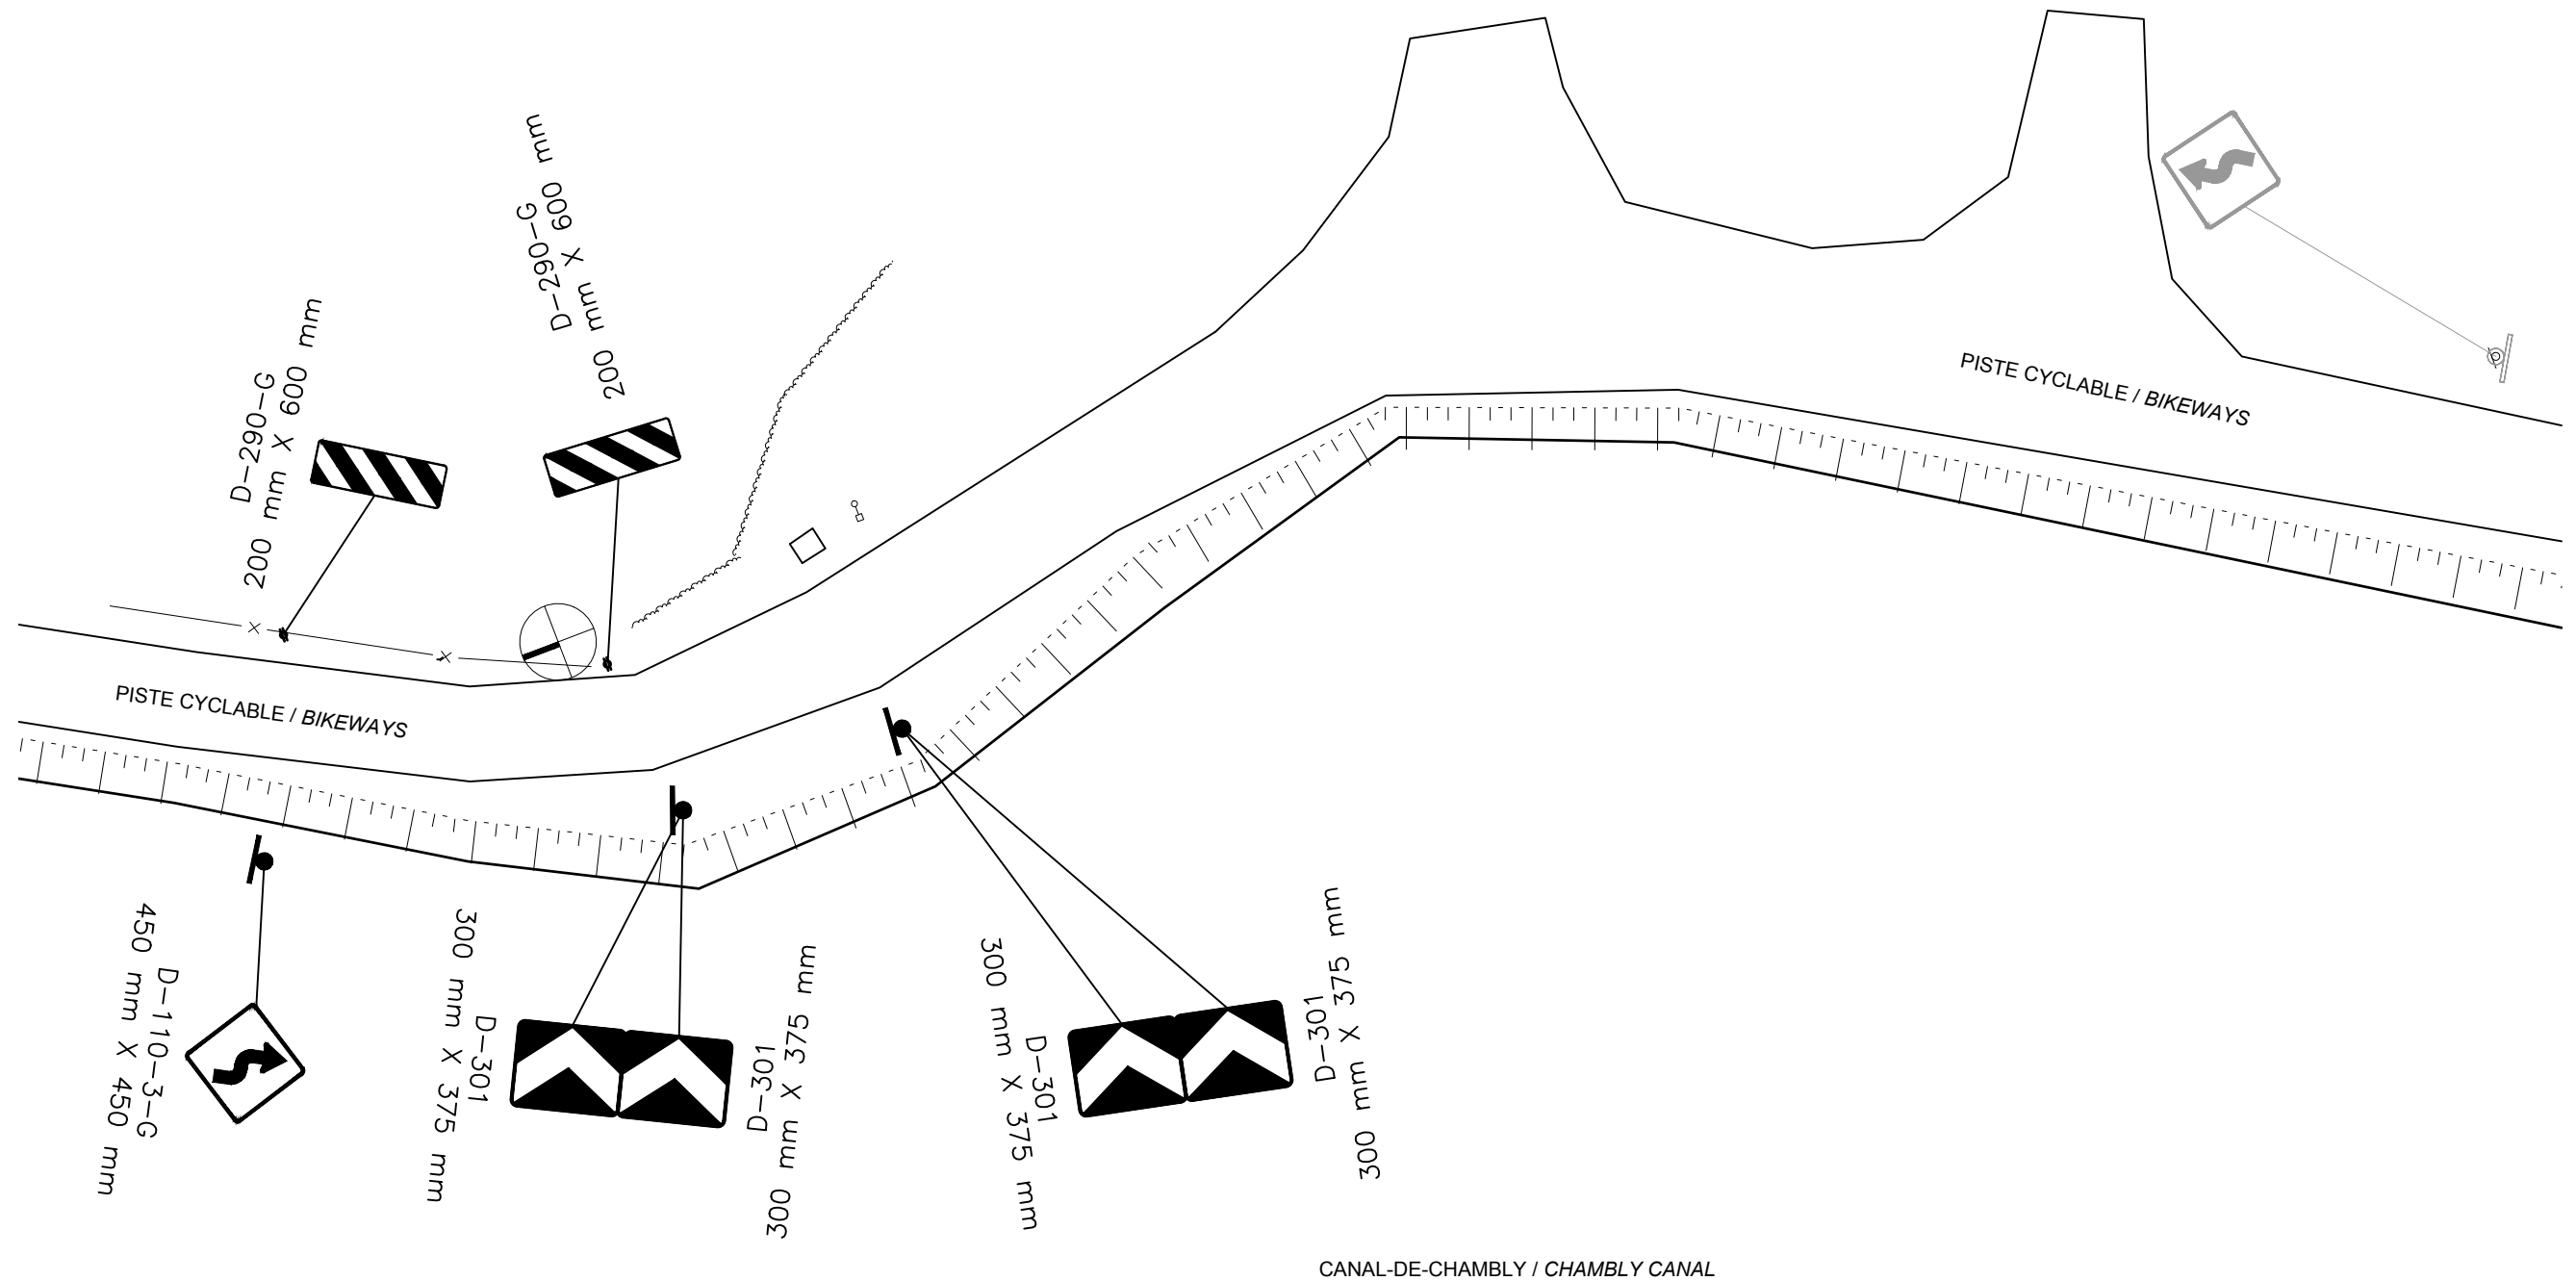 D-290-G
200 mm X 600 mm
D-290-G
200 mm X 600 mm
PISTE CYCLABLE / BIKEWAYS
PISTE CYCLABLE / BIKEWAYS
D-110-3-G
450 mm X 450 mm
D-301
300 mm X 375 mm
D-301
300 mm X 375 mm
D-301
300 mm X 375 mm
D-301
300 mm X 375 mm
CANAL-DE-CHAMBLY / CHAMBLY CANAL